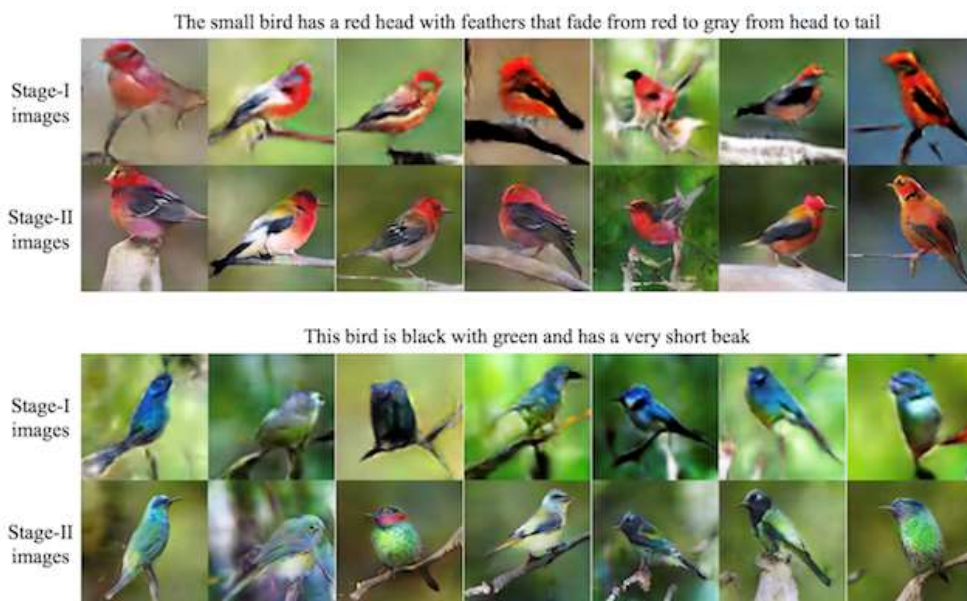 The small bird has a red head with feathers that fade from red to gray from head to tail
Stage-I
images
Stage-II
images
This bird is black with green and has a very short beak
Stage-I
images
Stage-II
images